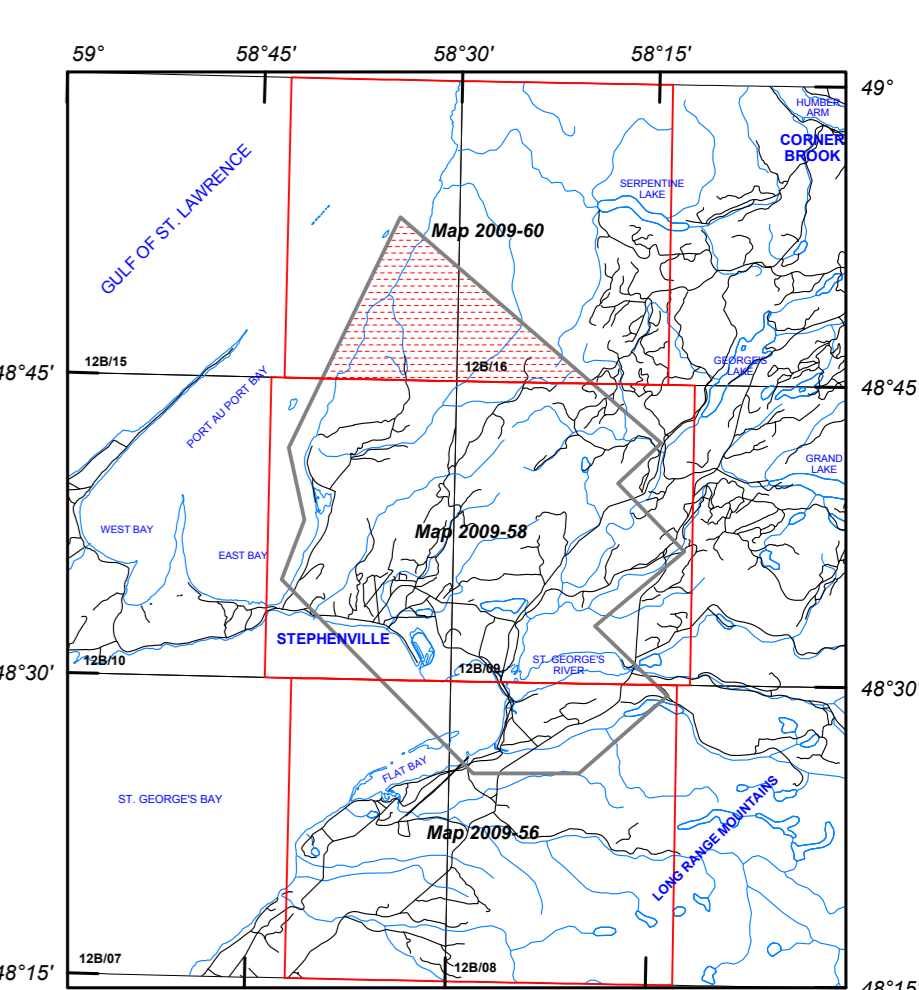 59°
58°45'
58°30'
58°15'
49°
HUMBER
ARM
CORNER
BROOK
GULF OF ST. LAWRENCE
SERPENTINE
LAKE
Map 2009-60
48°45'
12B/15
12B/16
GEORGE'S
LAKE
48°45'
PORT AU PORT BAY
GRAND
LAKE
WEST BAY
Map 2009-58
EAST BAY
STEPHENVILLE
48°30'
12B/10
12B/09
ST. GEORGE'S
RIVER
48°30'
FLAT BAY
ST. GEORGE'S BAY
Map 2009-56
LONG RANGE MOUNTAINS
48°15'
12B/07
12B/08
48°15'